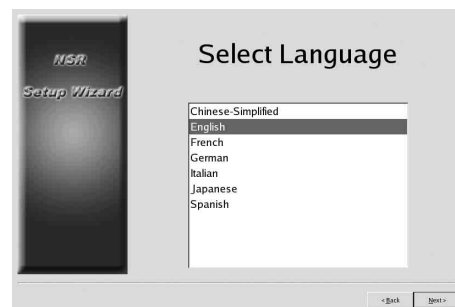 NSR
Setup Wizard
Select Language
Chinese-Simplified
English
French
German
Italian
Japanese
Spanish
< Back
Next >